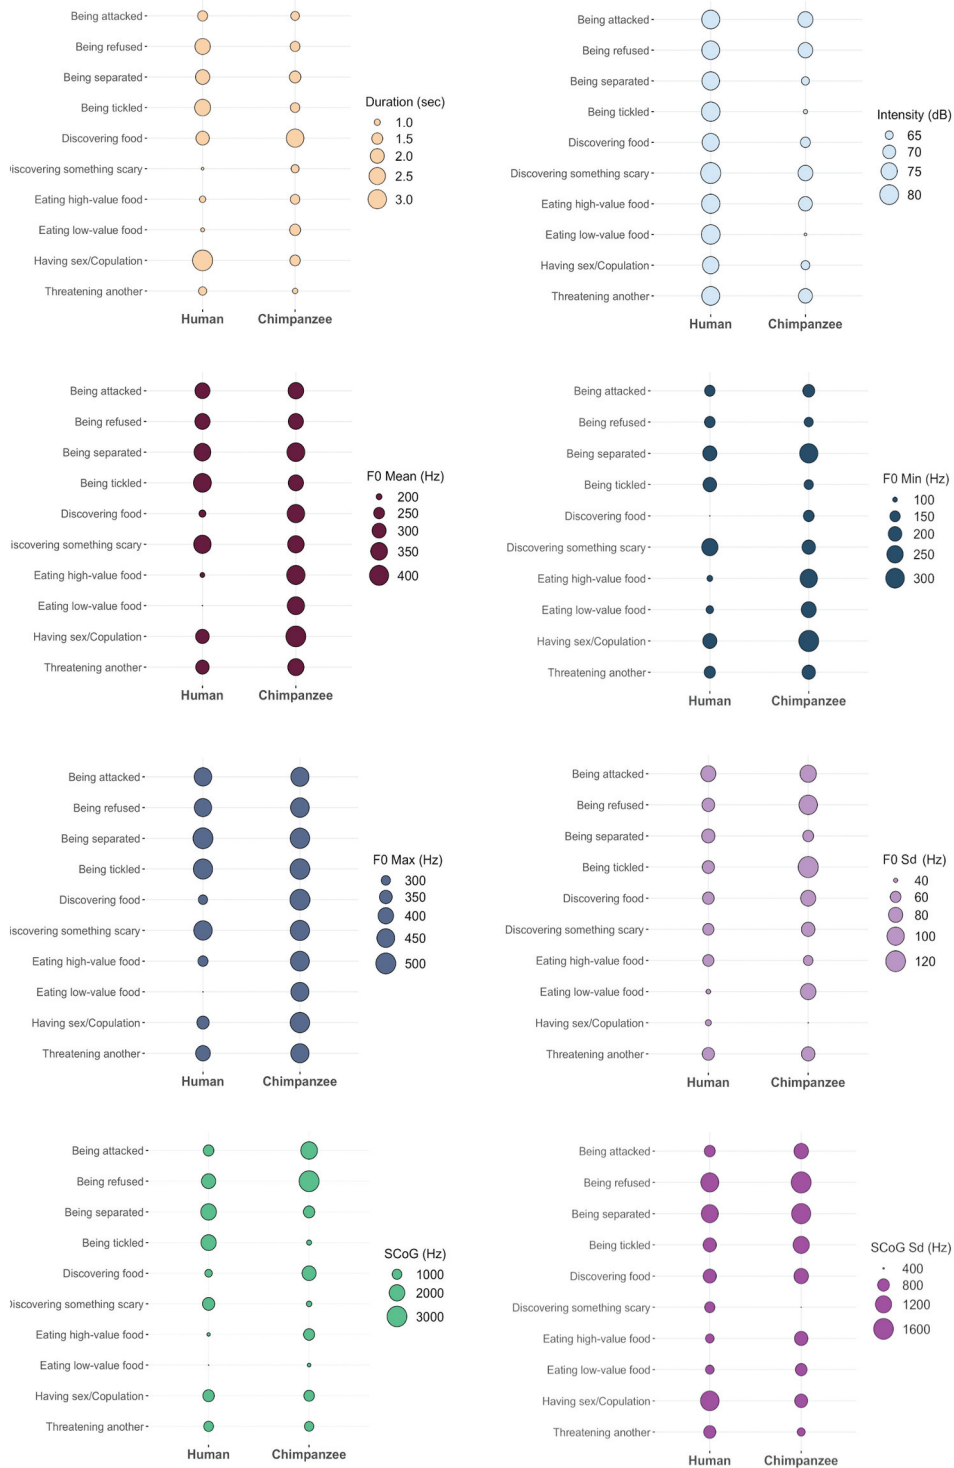 Being attacked
Being refused
Being separated
Being tickled
Discovering food
iscovering something scary
Eating high-value food
Eating low-value food
Having sex/Copulation
Threatening another
Human Chimpanzee
Duration (sec)
1.0
1.5
2.0
2.5
3.0
Being attacked
Being refused
Being separated
Being tickled
Discovering food
Discovering something scary
Eating high-value food
Eating low-value food
Having sex/Copulation
Threatening another
Human Chimpanzee
Intensity (dB)
65
70
75
80
Being attacked
Being refused
Being separated
Being tickled
Discovering food
iscovering something scary
Eating high-value food
Eating low-value food
Having sex/Copulation
Threatening another
Human Chimpanzee
F0 Mean (Hz)
200
250
300
350
400
Being attacked
Being refused
Being separated
Being tickled
Discovering food
Discovering something scary
Eating high-value food
Eating low-value food
Having sex/Copulation
Threatening another
Human Chimpanzee
F0 Min (Hz)
100
150
200
250
300
Being attacked
Being refused
Being separated
Being tickled
Discovering food
iscovering something scary
Eating high-value food
Eating low-value food
Having sex/Copulation
Threatening another
Human Chimpanzee
F0 Max (Hz)
300
350
400
450
500
Being attacked
Being refused
Being separated
Being tickled
Discovering food
Discovering something scary
Eating high-value food
Eating low-value food
Having sex/Copulation
Threatening another
Human Chimpanzee
F0 Sd (Hz)
40
60
80
100
120
Being attacked
Being refused
Being separated
Being tickled
Discovering food
Discovering something scary
Eating high-value food
Eating low-value food
Having sex/Copulation
Threatening another
Human Chimpanzee
SCoG (Hz)
1000
2000
3000
Being attacked
Being refused
Being separated
Being tickled
Discovering food
Discovering something scary
Eating high-value food
Eating low-value food
Having sex/Copulation
Threatening another
Human Chimpanzee
SCoG Sd (Hz)
400
800
1200
1600